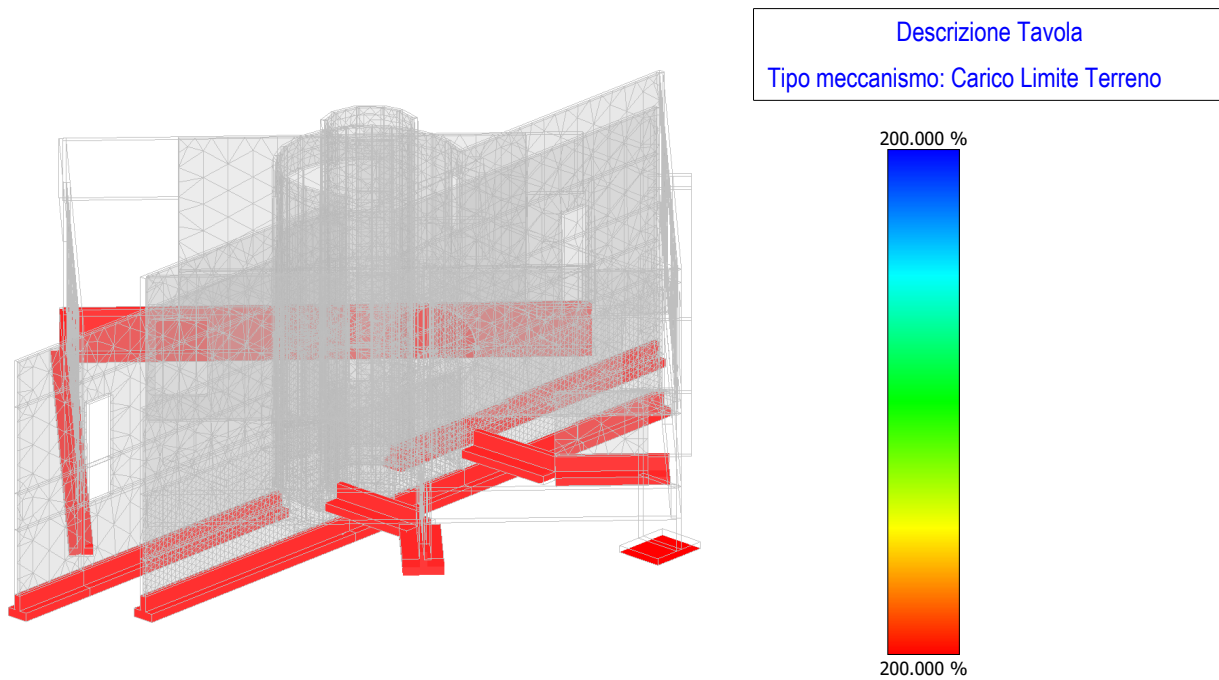 Descrizione Tavola
Tipo meccanismo: Carico Limite Terreno
200.000 %
200.000 %